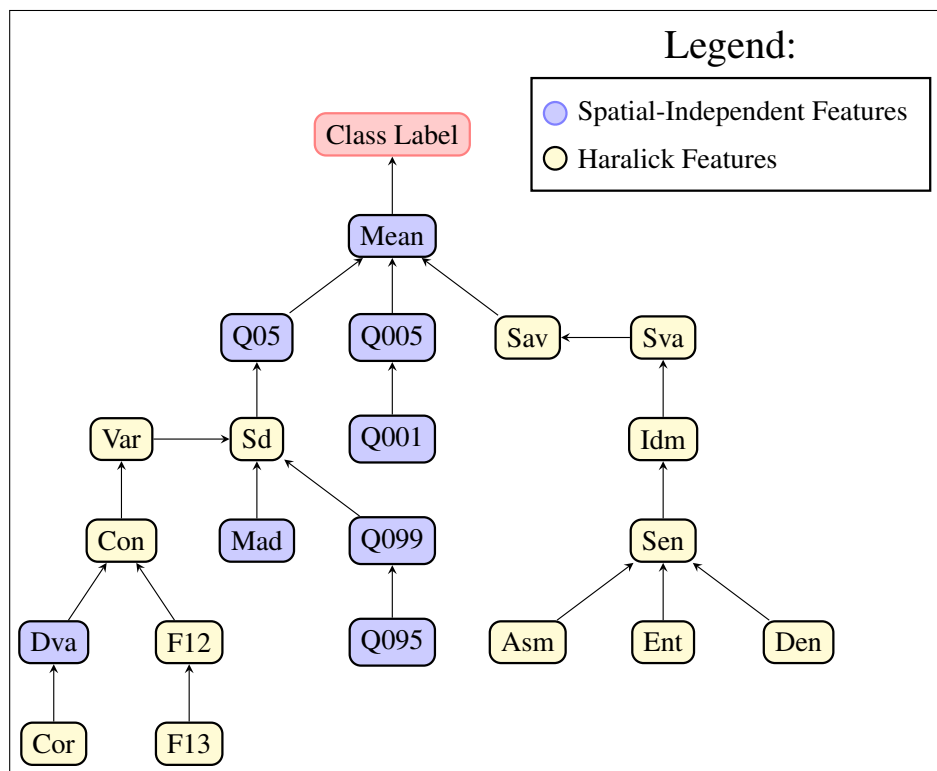 Legend:
Spatial-Independent Features
Haralick Features
Class Label
Mean
Q05 Q005 Sav Sva
Var Sd Q001 Idm
Con Mad Q099 Sen
Dva F12 Q095 Asm Ent Den
Cor F13